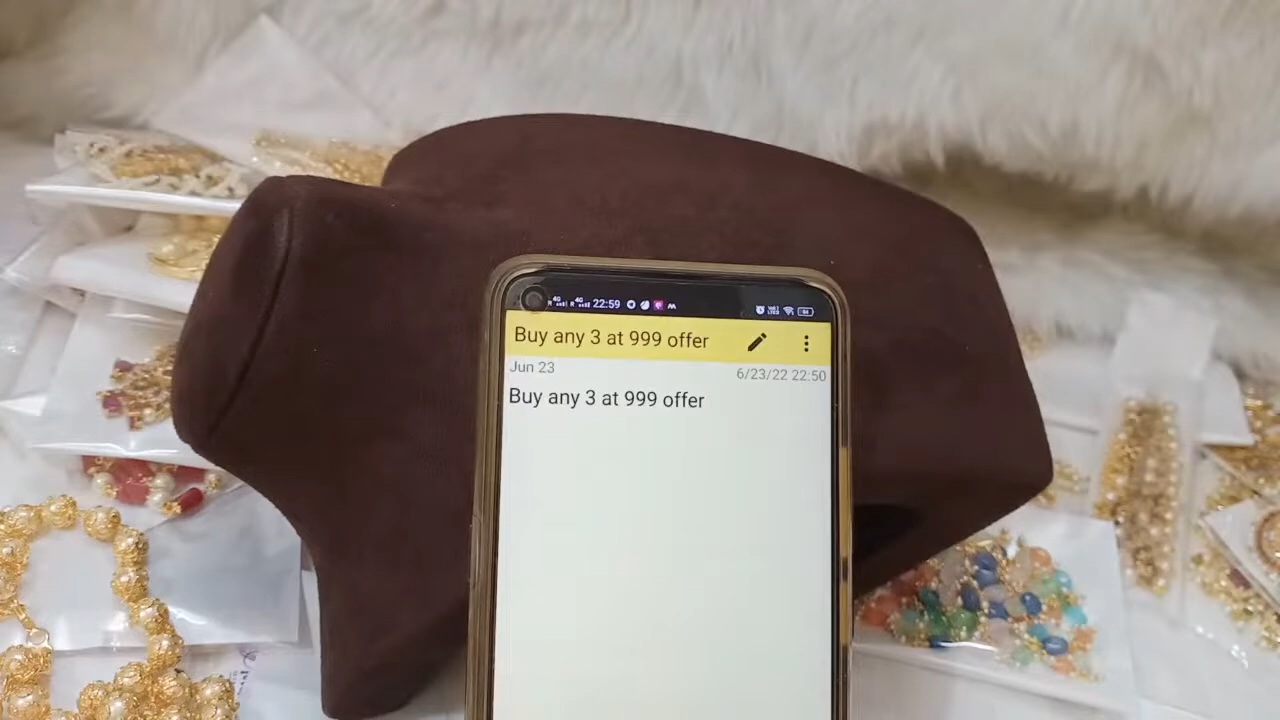 22:59
Buy any 3 at 999 offer
Jun 23
6/23/22 22:50
Buy any 3 at 999 offer